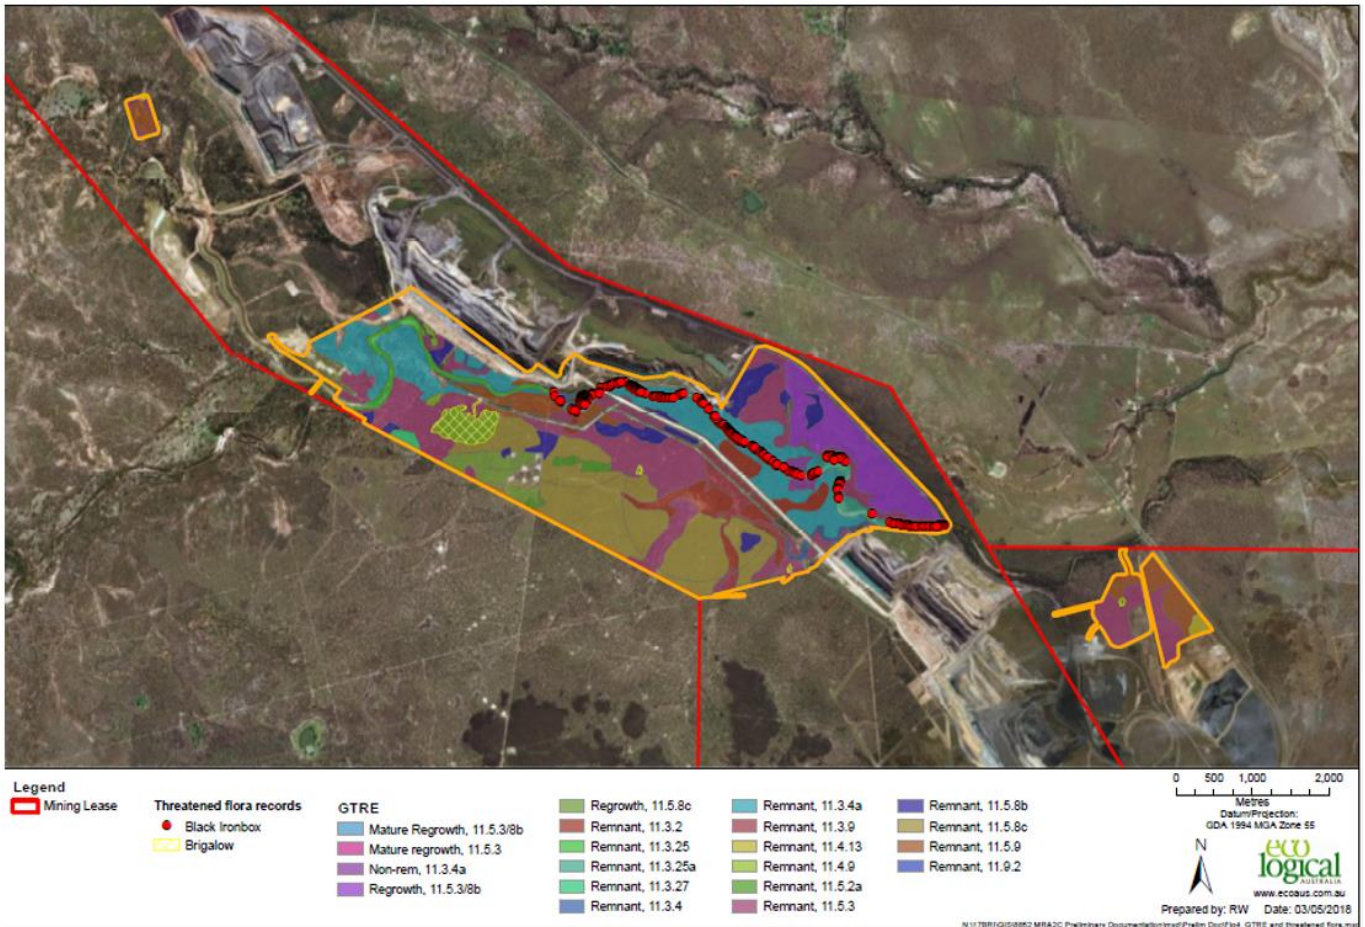 Legend
Mining Lease
Threatened flora records
Black Ironbox
Brigalow
GTRE
Mature Regrowth, 11.5.3/8b
Mature regrowth, 11.5.3
Non-rem, 11.3.4a
Regrowth, 11.5.3/8b
Regrowth, 11.5.8c
Remnant, 11.3.2
Remnant, 11.3.25
Remnant, 11.3.25a
Remnant, 11.3.27
Remnant, 11.3.4
Remnant, 11.3.4a
Remnant, 11.3.9
Remnant, 11.4.13
Remnant, 11.4.9
Remnant, 11.5.2a
Remnant, 11.5.3
Remnant, 11.5.8b
Remnant, 11.5.8c
Remnant, 11.5.9
Remnant, 11.9.2
0 500 1,000 2,000
Metres
Datum/Projection:
GDA 1994 MGA Zone 55
N
eco
logical
AUSTRALIA
www.ecoaus.com.au
Prepared by: RW Date: 03/05/2018